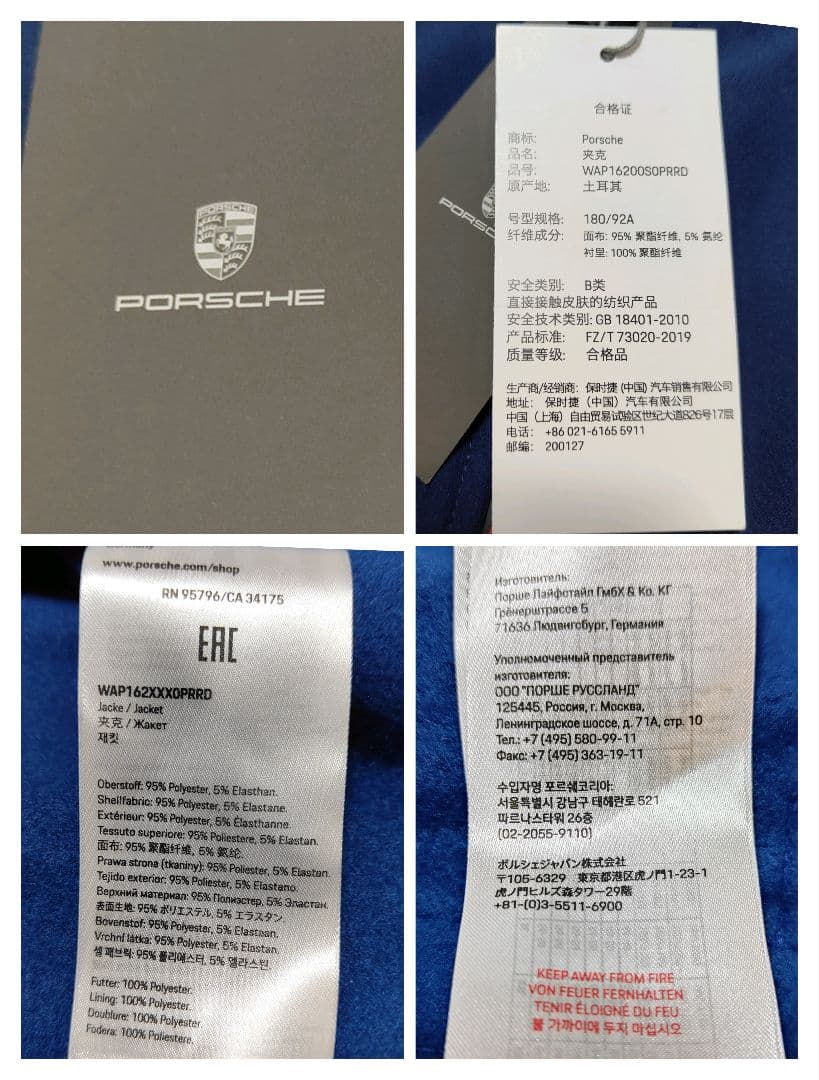 PORSCHE
PORSCHE
PORSC
合格证
商标: Porsche
品名: 夹克
品号: WAP16200S0PRRD
原产地: 土耳其
号型规格: 180/92A
纤维成分: 面布: 95% 聚酯纤维, 5% 氨纶
衬里: 100% 聚酯纤维
安全类别: B类
直接接触皮肤的纺织产品
安全技术类别: GB 18401-2010
产品标准: FZ/T 73020-2019
质量等级: 合格品
生产商/经销商: 保时捷 (中国) 汽车销售有限公司
地址: 保时捷 (中国) 汽车有限公司
中国 (上海) 自由贸易试验区世纪大道826号17层
电话: +86 021-6165 5911
邮编: 200127
Germany
www.porsche.com/shop
RN 95796/CA 34175
EAC
WAP162XXX0PRRD
Jacke / Jacket
夹克 / Жакет
재킷
Oberstoff: 95% Polyester, 5% Elasthan.
Shellfabric: 95% Polyester, 5% Elastane.
Extérieur: 95% Polyester, 5% Élasthanne.
Tessuto superiore: 95% Poliestere, 5% Elastan.
面布: 95% 聚酯纤维, 5% 氨纶.
Prawa strona (tkaniny): 95% Poliester, 5% Elastan.
Tejido exterior: 95% Poliester, 5% Elastano.
Верхний материал: 95% Полиэстер, 5% Эластан.
表面生地: 95% ポリエステル, 5% エラスタン.
Bovenstof: 95% Polyester, 5% Elastaan.
Vrchní látka: 95% Polyester, 5% Elastan.
셸 패브릭: 95% 폴리에스터, 5% 엘라스틴.
Futter: 100% Polyester.
Lining: 100% Polyester.
Doublure: 100% Polyester
Fodera: 100% Poliestere.
Изготовитель:
Порше Лайфстайл ГмбХ & Ко. КГ
Грёнерштрассе 5
71636 Людвигсбург, Германия
Уполномоченный представитель
изготовителя:
ООО "ПОРШЕ РУССЛАНД"
125445, Россия, г. Москва,
Ленинградское шоссе, д. 71А, стр. 10
Тел.: +7 (495) 580-99-11
Факс: +7 (495) 363-19-11
수입자명 포르쉐코리아:
서울특별시 강남구 테헤란로 521
파르나스타워 26층
(02-2055-9110)
ポルシェジャパン株式会社
〒105-6329 東京都港区虎ノ門1-23-1
虎ノ門ヒルズ森タワー29階
+81-(0)3-5511-6900
KEEP AWAY FROM FIRE
VON FEUER FERNHALTEN
TENIR ÉLOIGNÉ DU FEU
불 가까이에 두지 마십시오